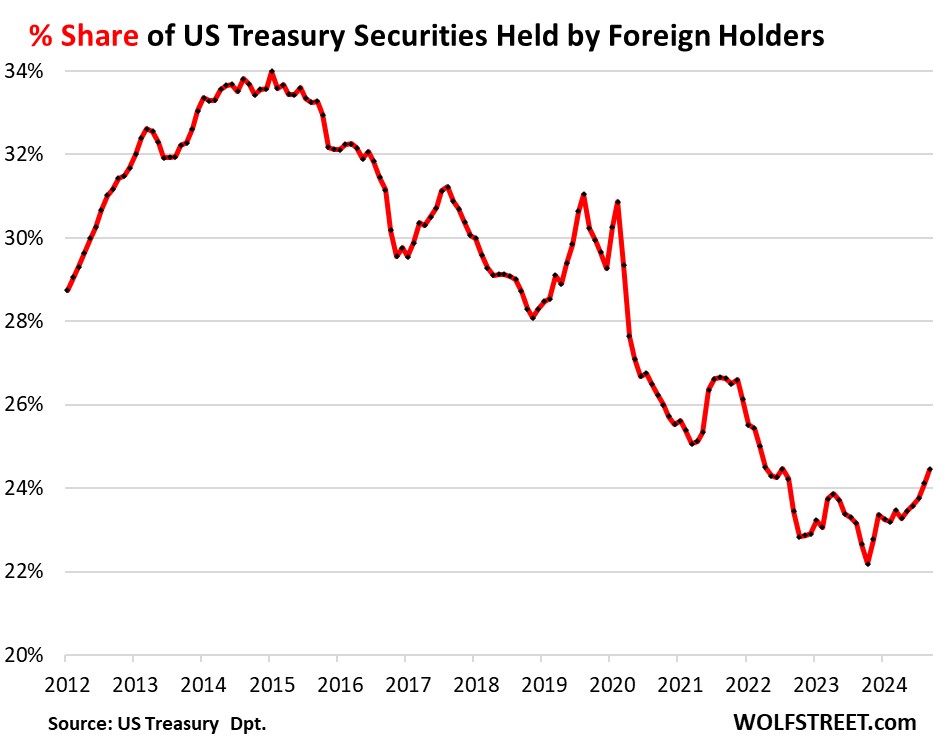 % Share of US Treasury Securities Held by Foreign Holders
34%
32%
30%
28%
26%
24%
22%
20%
2012 2013 2014 2015 2016 2017 2018 2019 2020 2021 2022 2023 2024
Source: US Treasury Dpt. WOLFSTREET.com